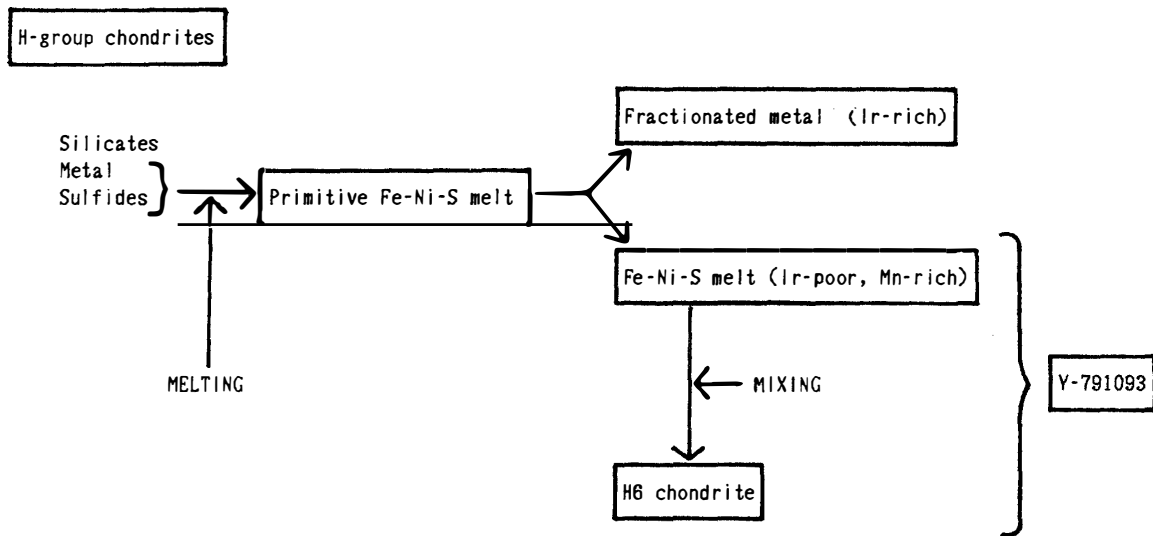 H-group chondrites
Fractionated metal (Ir-rich)
Silicates
Metal
Sulfides
Primitive Fe-Ni-S melt
Fe-Ni-S melt (Ir-poor, Mn-rich)
MELTING
MIXING
Y-791093
H6 chondrite